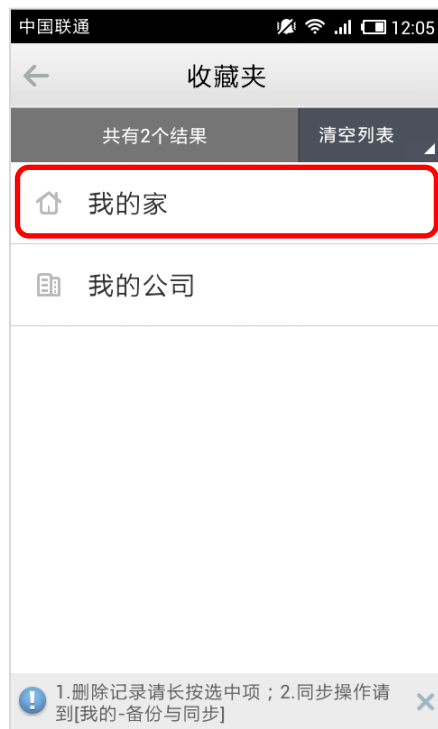 中国联通 12:05
收藏夹
共有2个结果 清空列表
我的家
我的公司
1.删除记录请长按选中项；2.同步操作请
到[我的-备份与同步]